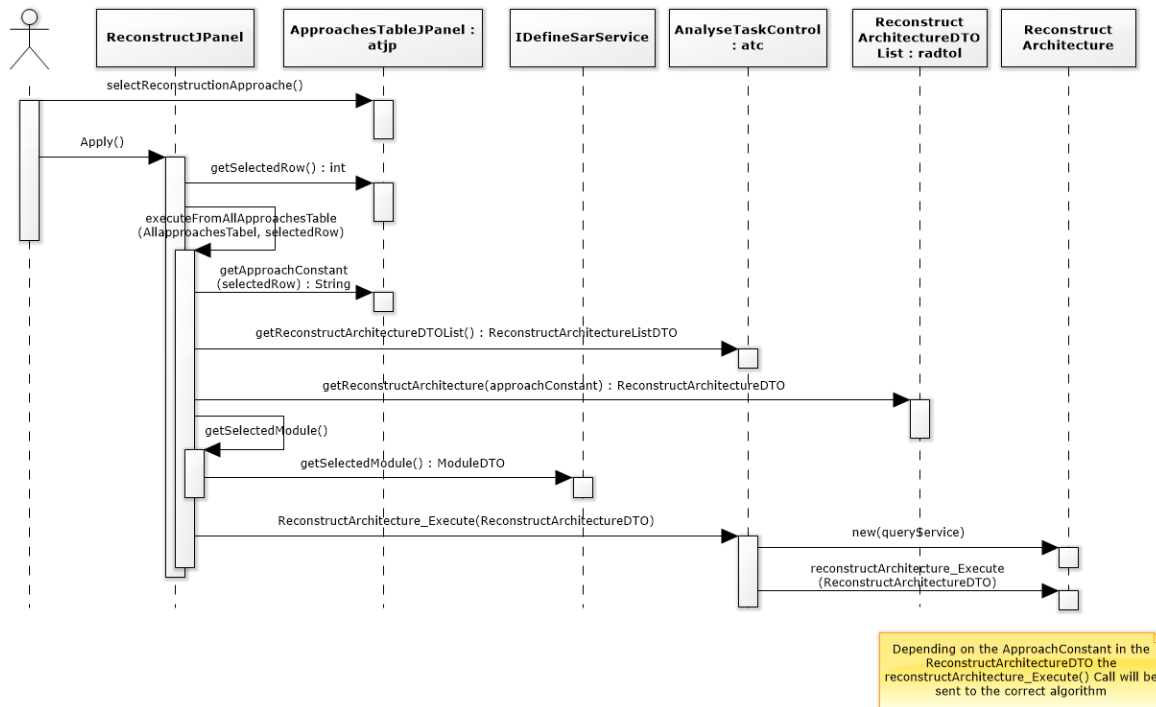 ReconstructJPanel
ApproachesTableJPanel :
atjp
IDefineSarService
AnalyseTaskControl
: atc
Reconstruct
ArchitectureDTO
List : radtol
Reconstruct
Architecture
selectReconstructionApproache()
Apply()
getSelectedRow() : int
executeFromAllApproachesTable
(AllapproachesTabel, selectedRow)
getApproachConstant
(selectedRow) : String
getReconstructArchitectureDTOList() : ReconstructArchitectureListDTO
getReconstructArchitecture(approachConstant) : ReconstructArchitectureDTO
getSelectedModule()
getSelectedModule() : ModuleDTO
ReconstructArchitecture_Execute(ReconstructArchitectureDTO)
new(queryService)
reconstructArchitecture_Execute
(ReconstructArchitectureDTO)
Depending on the ApproachConstant in the
ReconstructArchitectureDTO the
reconstructArchitecture_Execute() Call will be
sent to the correct algorithm